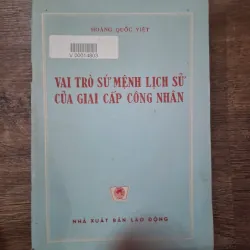 HOÀNG QUỐC VIỆT
VAI TRÒ SỨ MỆNH LỊCH SỬ
CỦA GIAI CẤP CÔNG NHÂN
NHÀ XUẤT BẢN LAO ĐỘNG